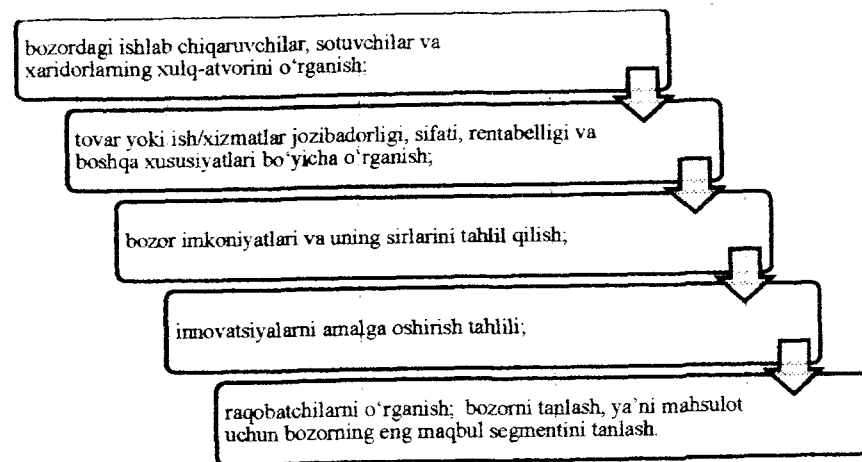 bozordagi ishlab chiqaruvchilar, sotuvchilar va
xaridorlarning xulq-atvorini o‘rganish;
tovar yoki ish/xizmatlar jozibadorligi, sifati, rentabelligi va
boshqa xususiyatlari bo‘yicha o‘rganish;
bozor imkoniyatlari va uning sirlarini tahlil qilish;
innovatsiyalarni amalga oshirish tahlili;
raqobatchilarni o‘rganish; bozorni tanlash, ya’ni mahsulot
uchun bozorning eng maqbul segmentini tanlash.